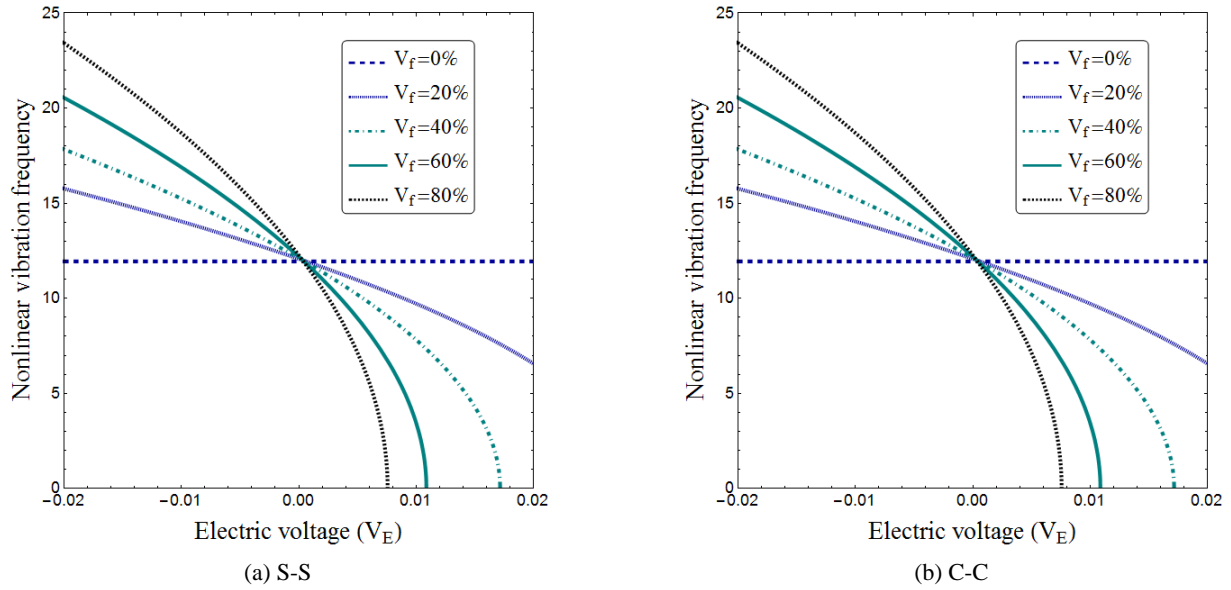 25
20
15
10
5
0
Nonlinear vibration frequency
V_f=0%
V_f=20%
V_f=40%
V_f=60%
V_f=80%
−0.02 −0.01 0.00 0.01 0.02
Electric voltage (V_E)
(a) S-S
25
20
15
10
5
0
Nonlinear vibration frequency
V_f=0%
V_f=20%
V_f=40%
V_f=60%
V_f=80%
−0.02 −0.01 0.00 0.01 0.02
Electric voltage (V_E)
(b) C-C